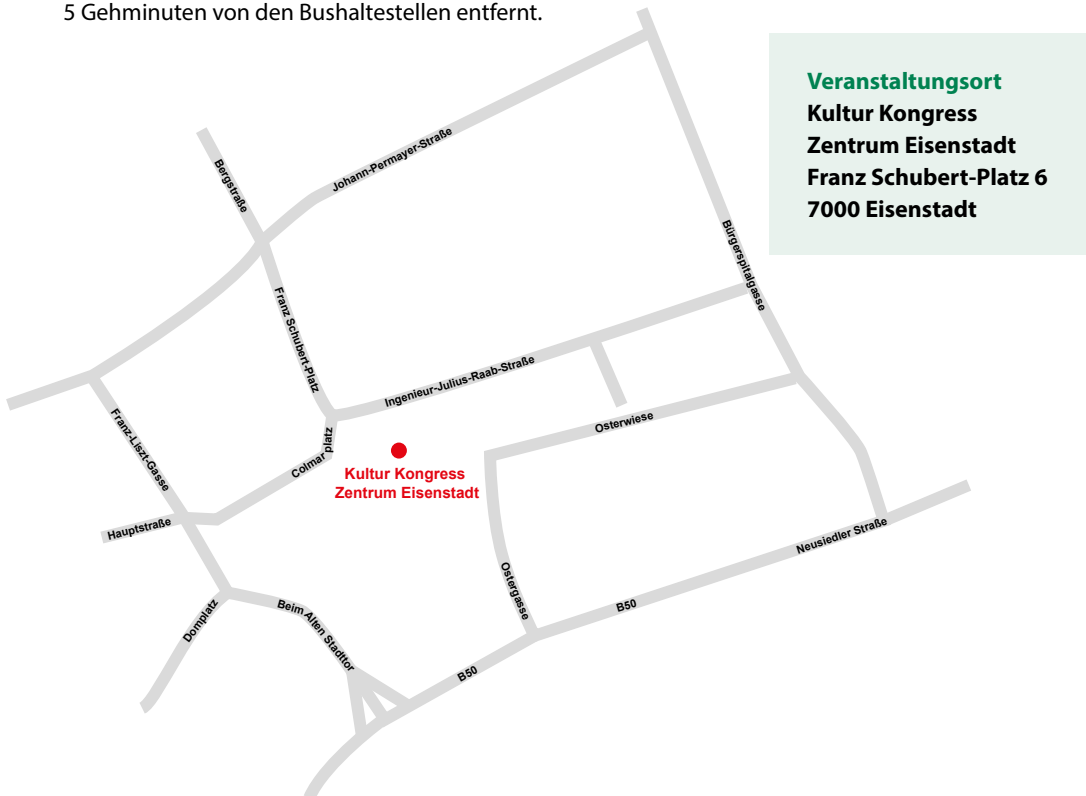 5 Gehminuten von den Bushaltestellen entfernt.
Veranstaltungsort
Kultur Kongress
Zentrum Eisenstadt
Franz Schubert-Platz 6
7000 Eisenstadt
Johann-Permayer-Straße
Bergstraße
Bürgerspitalgasse
Franz Schubert-Platz
Ingenieur-Julius-Raab-Straße
Franz-Liszt-Gasse
Osterwiese
Colmar
platz
Kultur Kongress
Zentrum Eisenstadt
Hauptstraße
Neusiedler Straße
Ostergasse
Domplatz
Beim Alten Stadttor
B50
B50